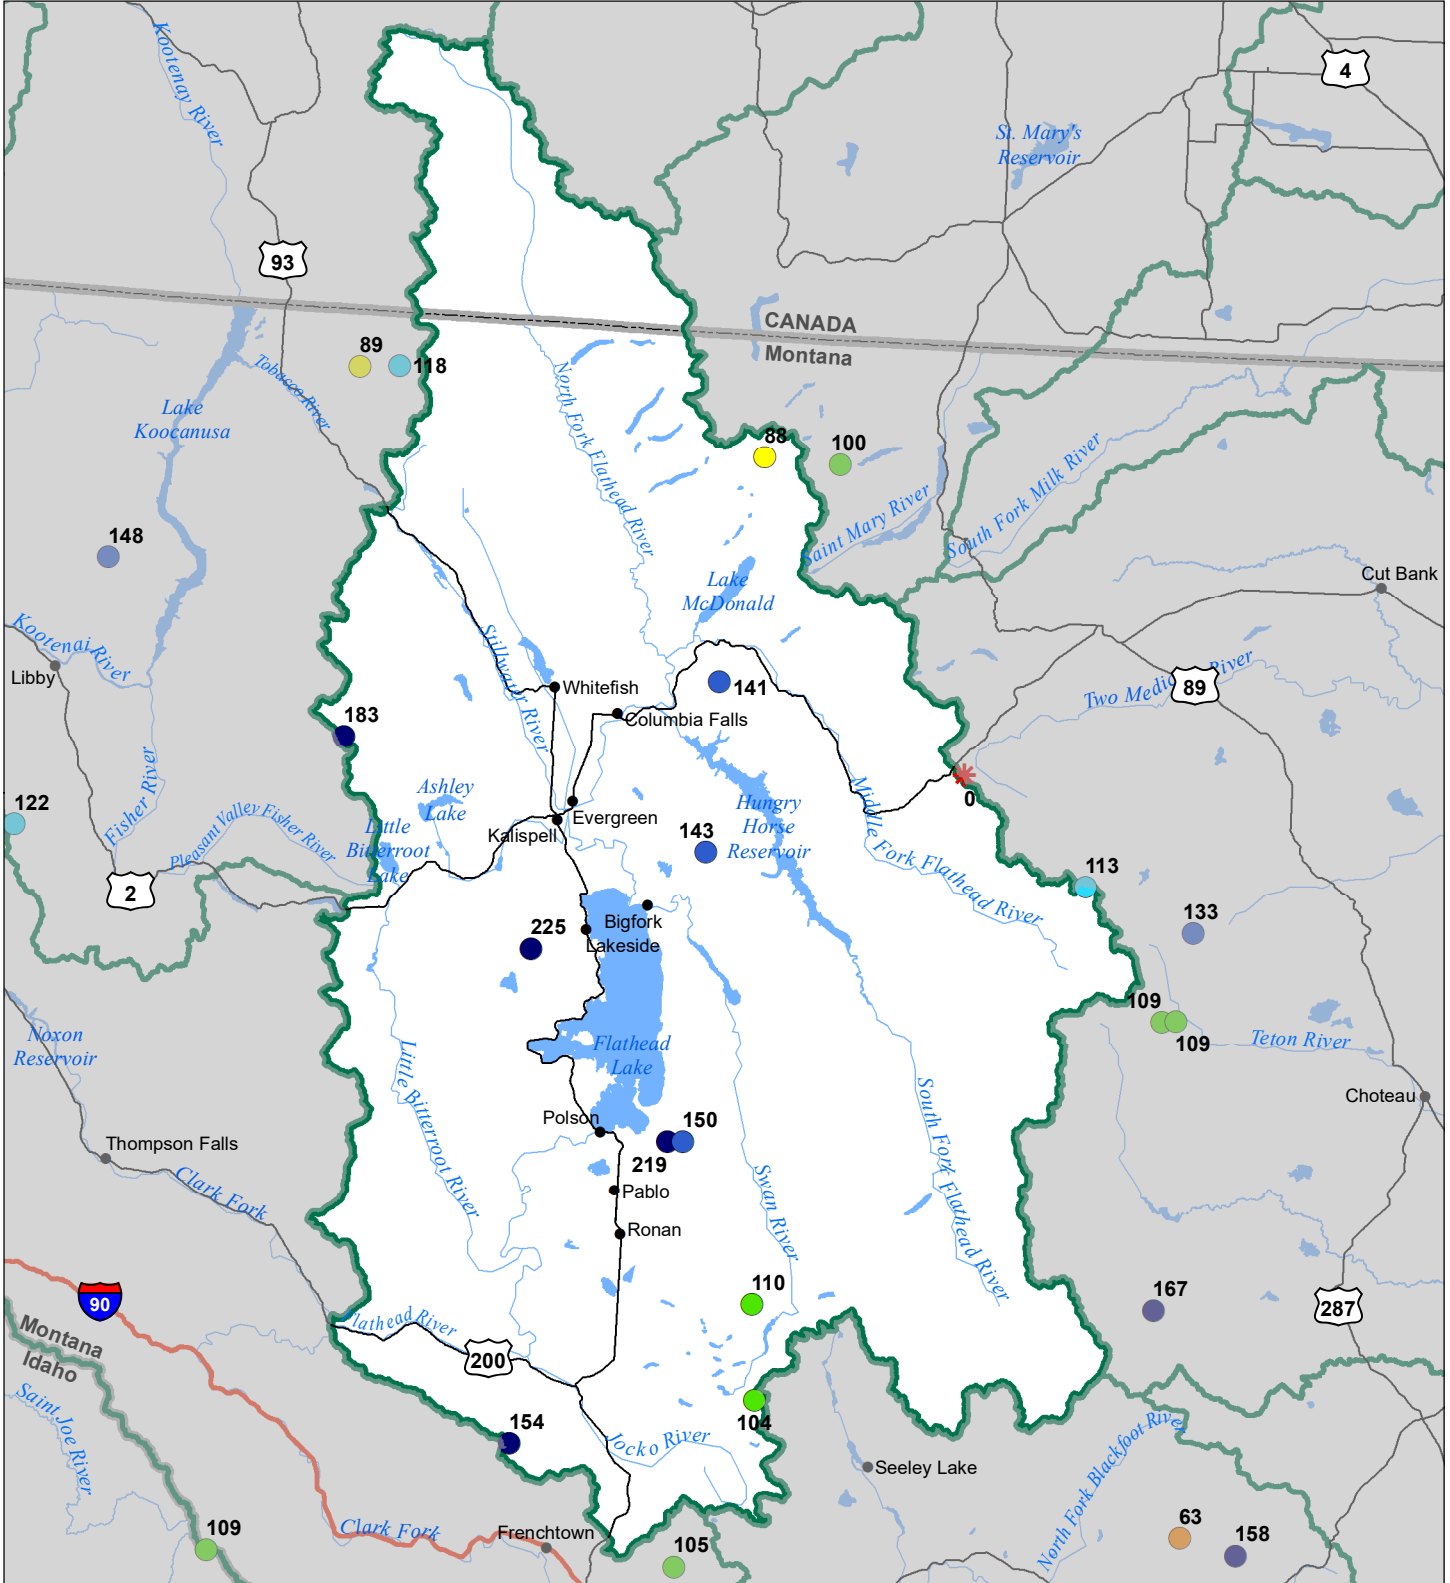 Kootenay River
4
St. Mary's
Reservoir
93
CANADA
Montana
89
118
Tobacco River
North Fork Flathead River
Lake
Koocanusa
88
100
South Fork Milk River
Saint Mary River
148
Lake
McDonald
Cut Bank
Kootenai River
Libby
Stillwater River
Whitefish
141
Two Medic
River
89
183
Columbia Falls
0
Fisher River
Ashley
Lake
Hungry
Horse
Reservoir
Middle
Fork Flathead River
122
Pleasant Valley Fisher River
Little
Bitterroot
Lake
Evergreen
Kalispell
143
2
113
133
Bigfork
225
Lakeside
109
109
Noxon
Reservoir
Flathead
Lake
Teton River
Little Bitterroot River
South Fork Flathead River
Choteau
Polson
150
219
Thompson Falls
Clark Fork
Swan River
Pablo
Ronan
90
110
167
287
Montana
Idaho
Flathead River
200
Saint Joe River
154
104
Jocko River
North Fork Blackfoot River
Seeley Lake
109
Clark Fork
Frenchtown
105
63
158